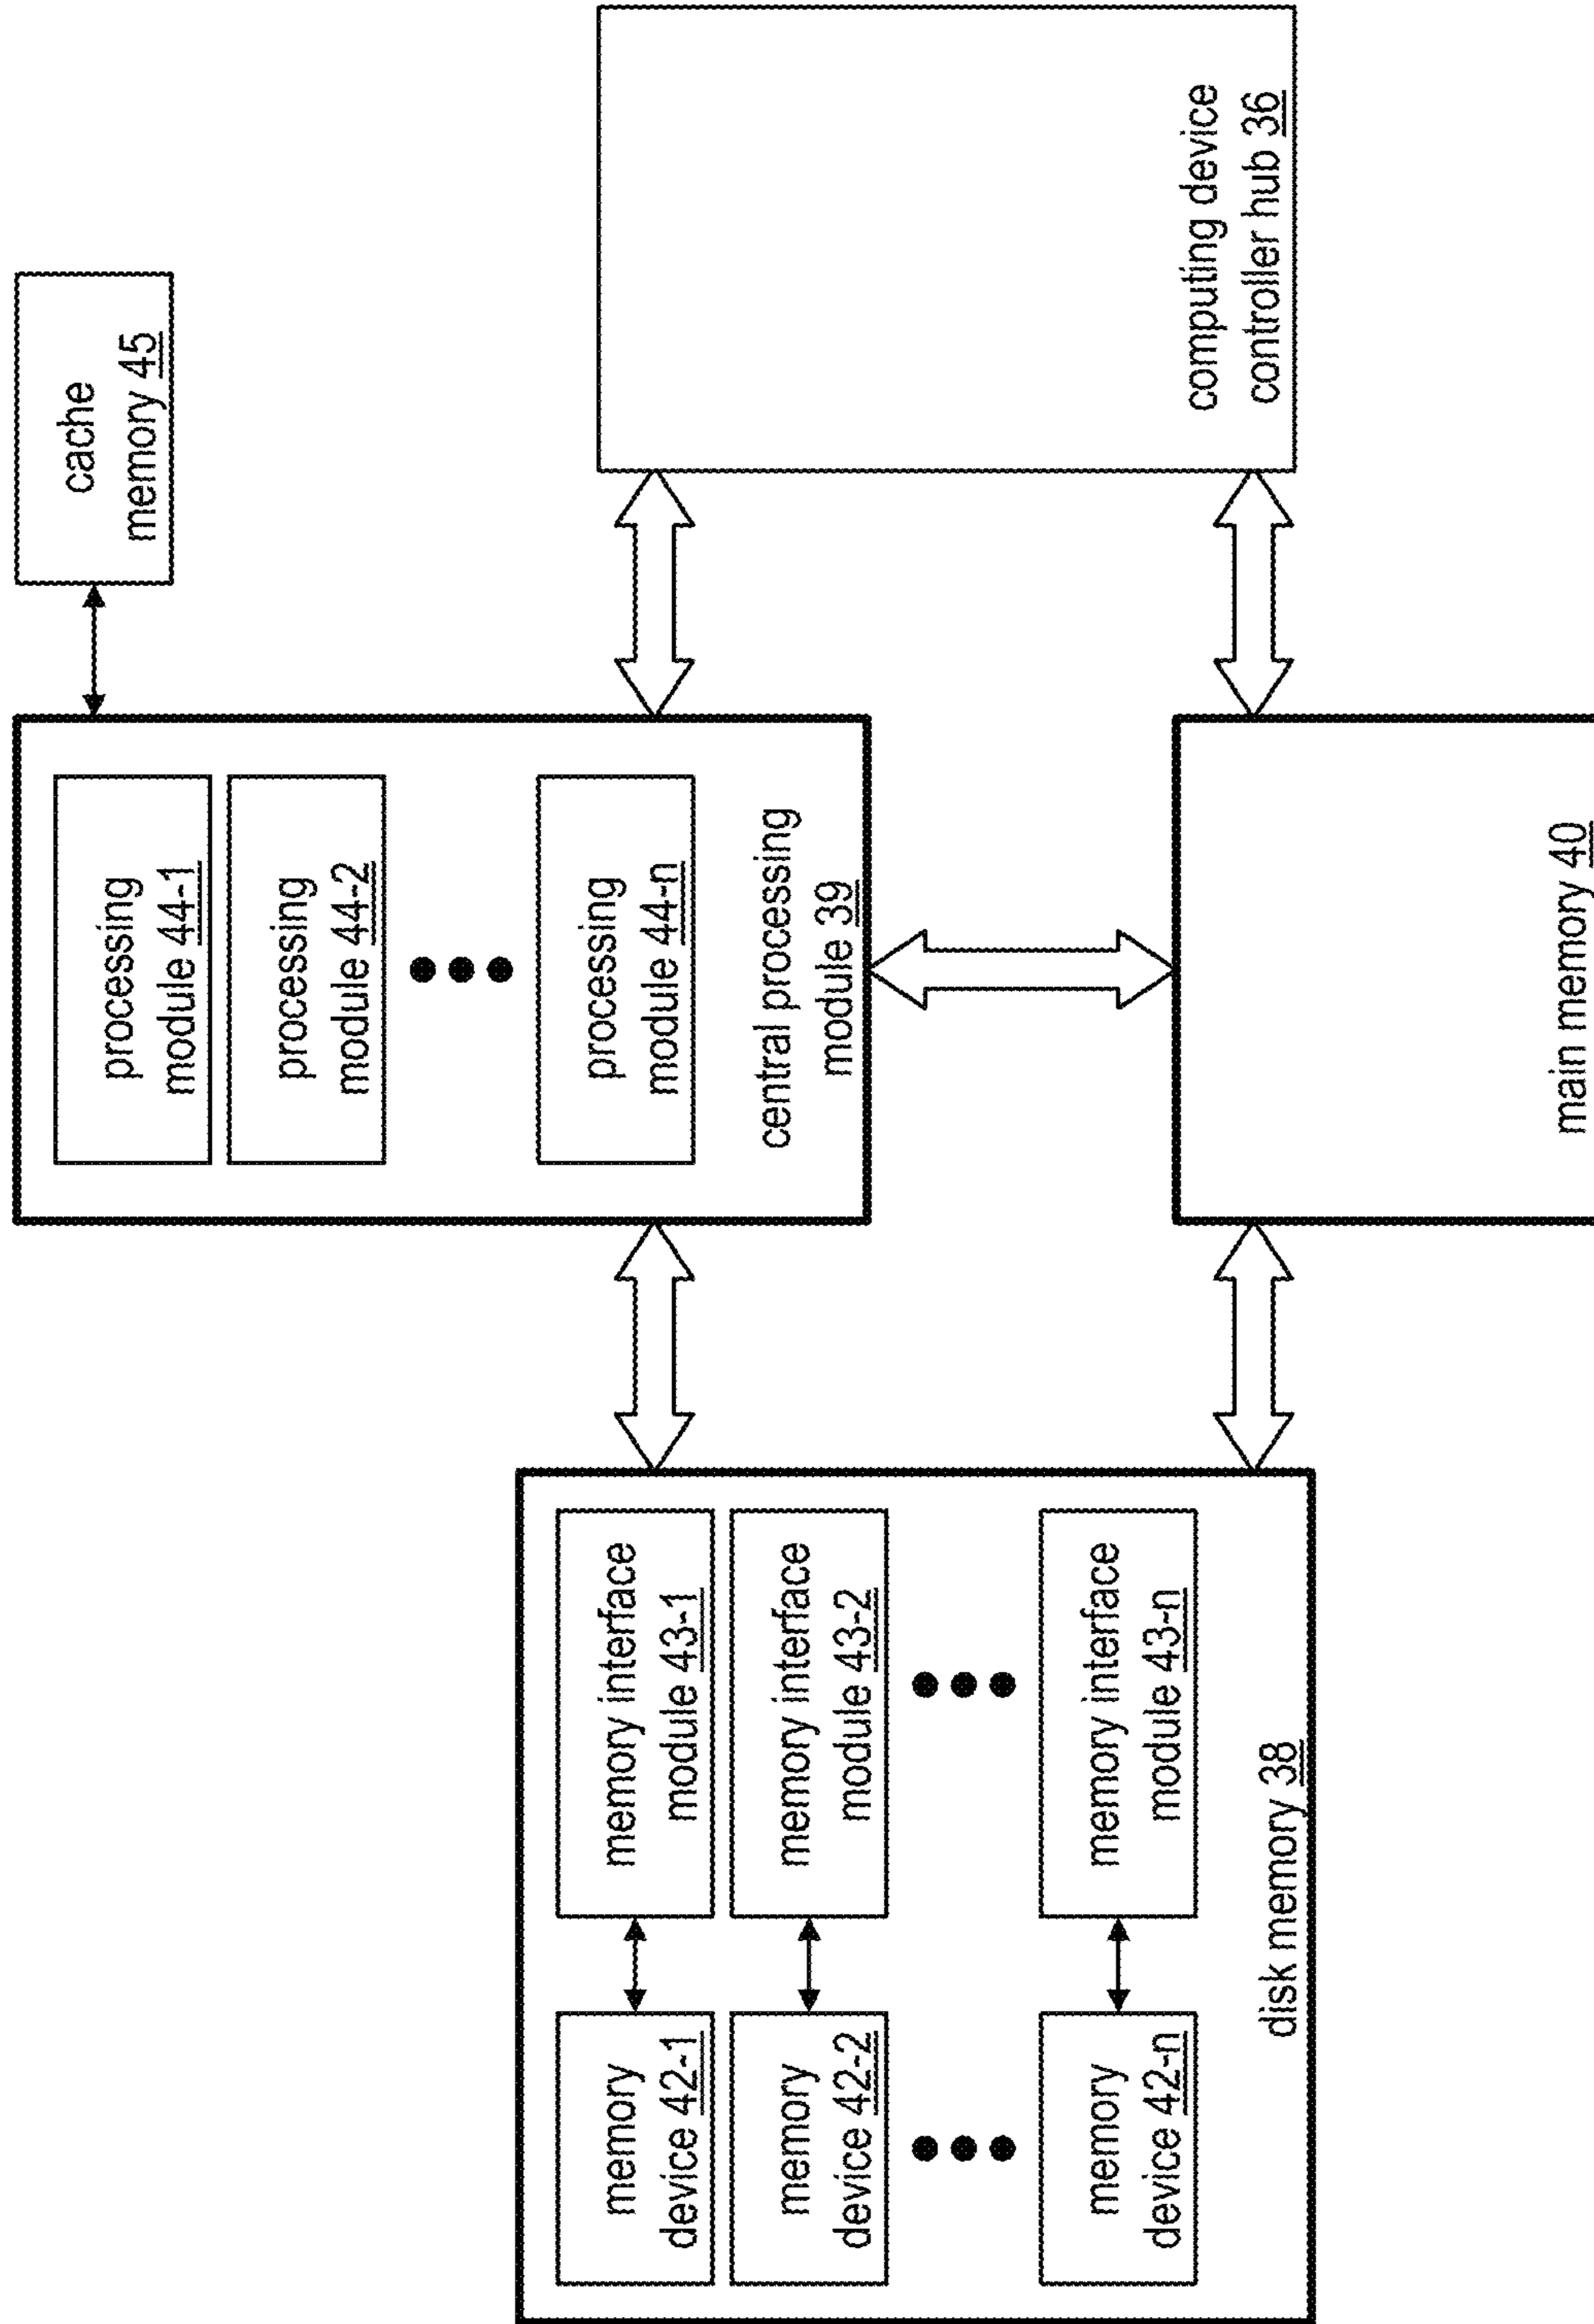 cache
memory 45
processing
module 44-1
processing
module 44-2
processing
module 44-n
central processing
module 39
computing device
controller hub 36
memory
device 42-1
memory interface
module 43-1
memory
device 42-2
memory interface
module 43-2
memory
device 42-n
memory interface
module 43-n
disk memory 38
main memory 40